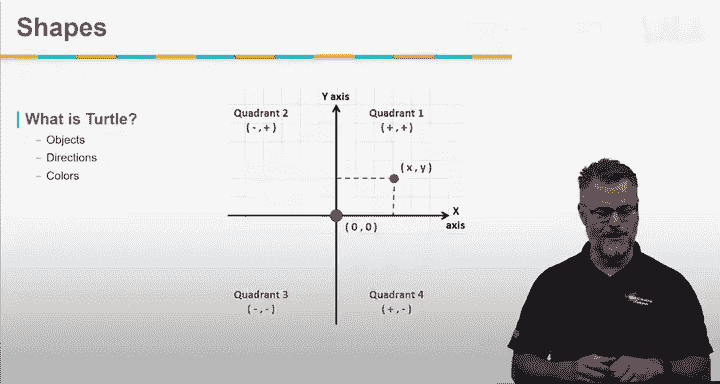 Shapes
What is Turtle?
– Objects
– Directions
– Colors
Y axis
Quadrant 2
(-,+)
Quadrant 1
(+,+)
(x,y)
X
axis
(0,0)
Quadrant 3
(-,-)
Quadrant 4
(+,-)